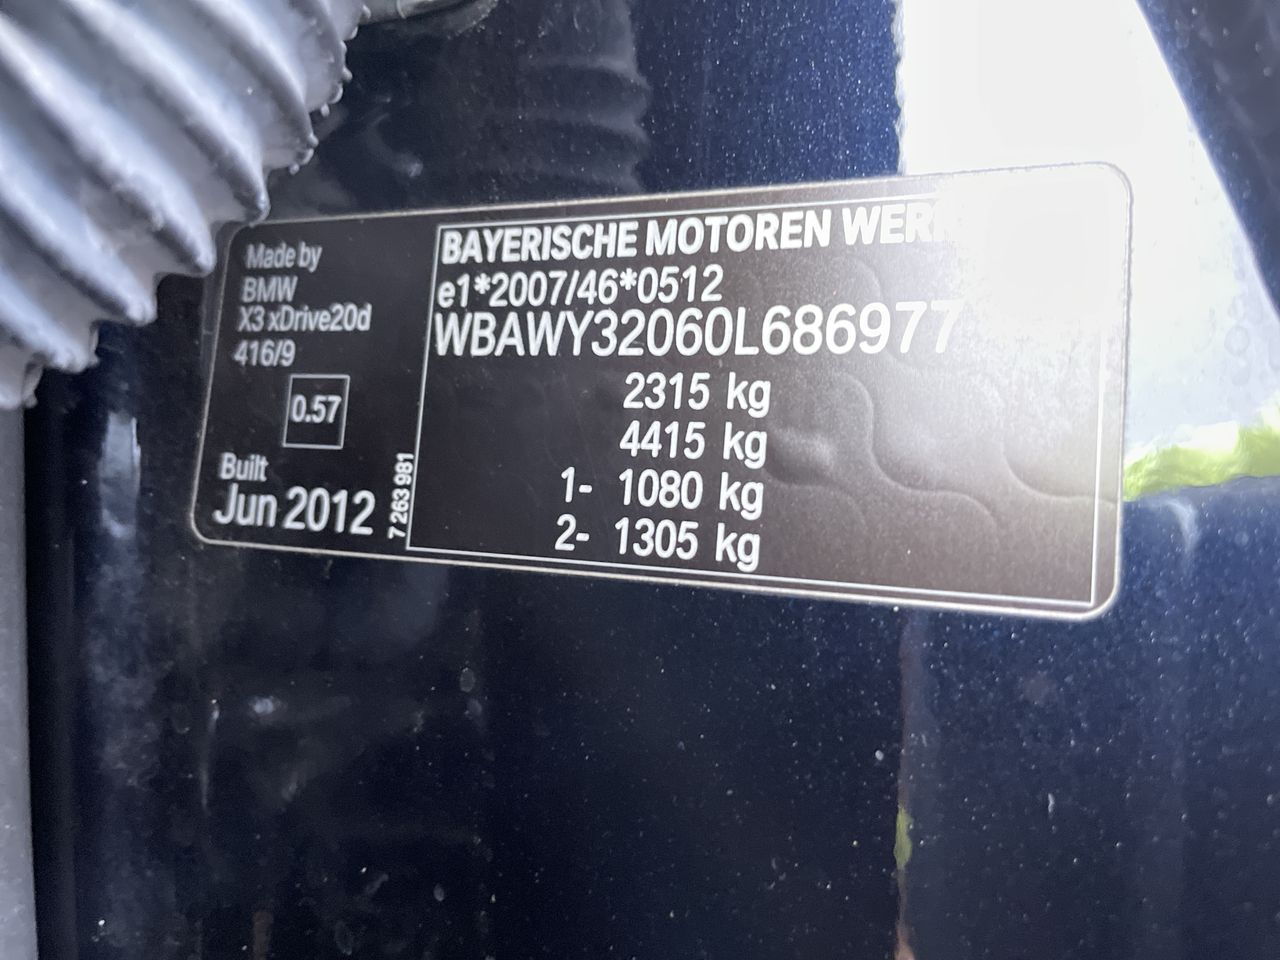 Made by
BMW
X3 xDrive20d
416/9
0.57
Built
Jun 2012
7 263 981
BAYERISCHE MOTOREN
e1*2007/46*0512
WBAWY32060L686977
2315 kg
4415 kg
1- 1080 kg
2- 1305 kg